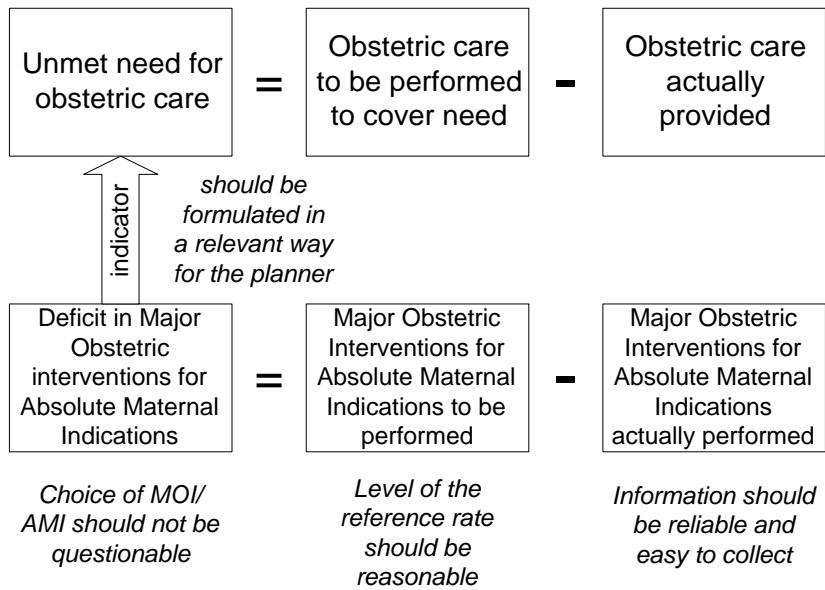 Unmet need for
obstetric care
=
Obstetric care
to be performed
to cover need
-
Obstetric care
actually
provided
indicator
should be
formulated in
a relevant way
for the planner
Deficit in Major
Obstetric
interventions for
Absolute Maternal
Indications
=
Major Obstetric
Interventions for
Absolute Maternal
Indications to be
performed
-
Major Obstetric
Interventions for
Absolute Maternal
Indications
actually performed
Choice of MOI/
AMI should not be
questionable
Level of the
reference rate
should be
reasonable
Information should
be reliable and
easy to collect